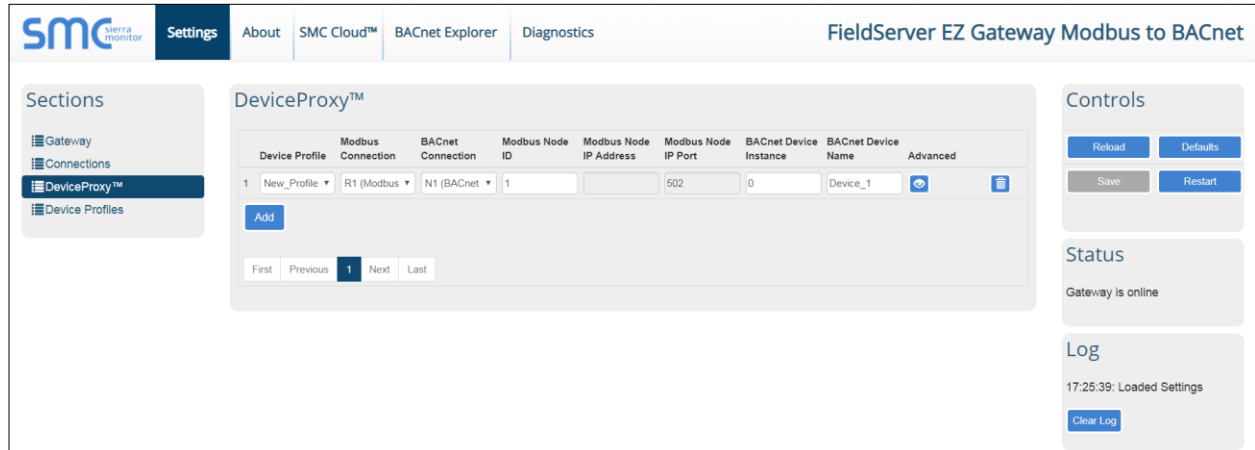 SMC sierra monitor
Settings About SMC Cloud™ BACnet Explorer Diagnostics
FieldServer EZ Gateway Modbus to BACnet
Sections
Gateway
Connections
DeviceProxy™
Device Profiles
DeviceProxy™
Device Profile Modbus Connection BACnet Connection Modbus Node ID Modbus Node IP Address Modbus Node IP Port BACnet Device Instance BACnet Device Name Advanced
1 New_Profile R1 (Modbus N1 (BACnet 1 502 0 Device_1
Add
First Previous 1 Next Last
Controls
Reload Defaults
Save Restart
Status
Gateway is online
Log
17:25:39: Loaded Settings
Clear Log